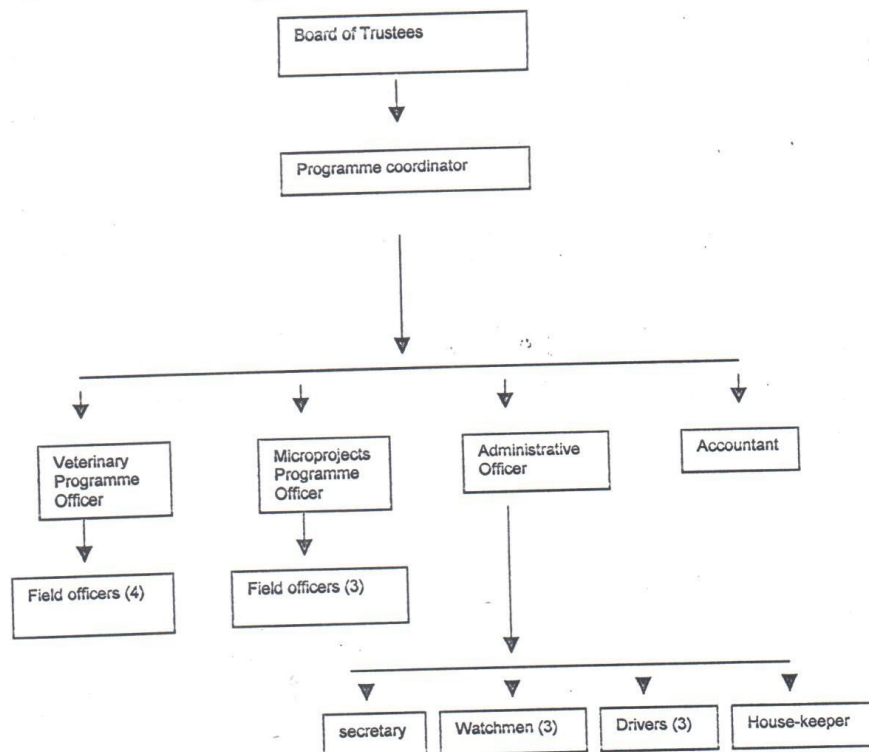 Board of Trustees
Programme coordinator
Veterinary
Programme
Officer
Microprojects
Programme
Officer
Administrative
Officer
Accountant
Field officers (4)
Field officers (3)
secretary
Watchmen (3)
Drivers (3)
House-keeper